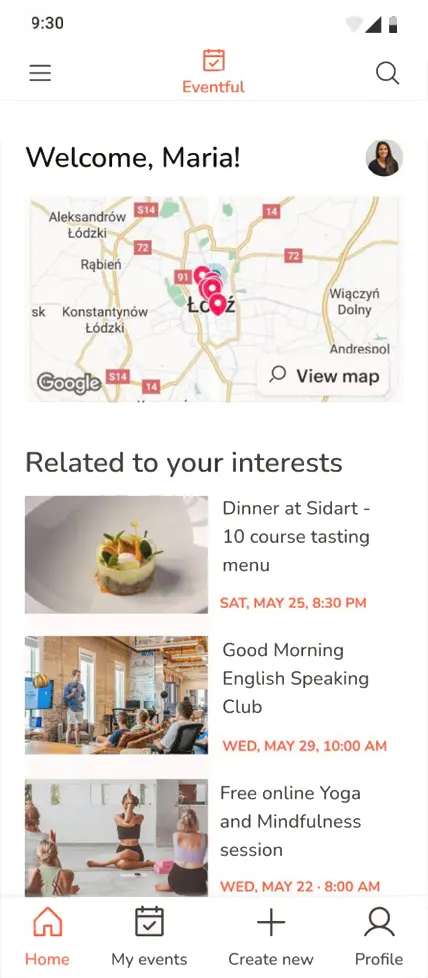 9:30
Eventful
Welcome, Maria!
Aleksandrów
Łódzki
S14
14
72
72
Rąbień
91
Łódź
sk
Konstantynów
Łódzki
Wiączyń
Dolny
Andrespol
Google
S14
14
View map
Related to your interests
Dinner at Sidart -
10 course tasting
menu
SAT, MAY 25, 8:30 PM
Good Morning
English Speaking
Club
WED, MAY 29, 10:00 AM
Free online Yoga
and Mindfulness
session
WED, MAY 22 · 8:00 AM
Home
My events
Create new
Profile